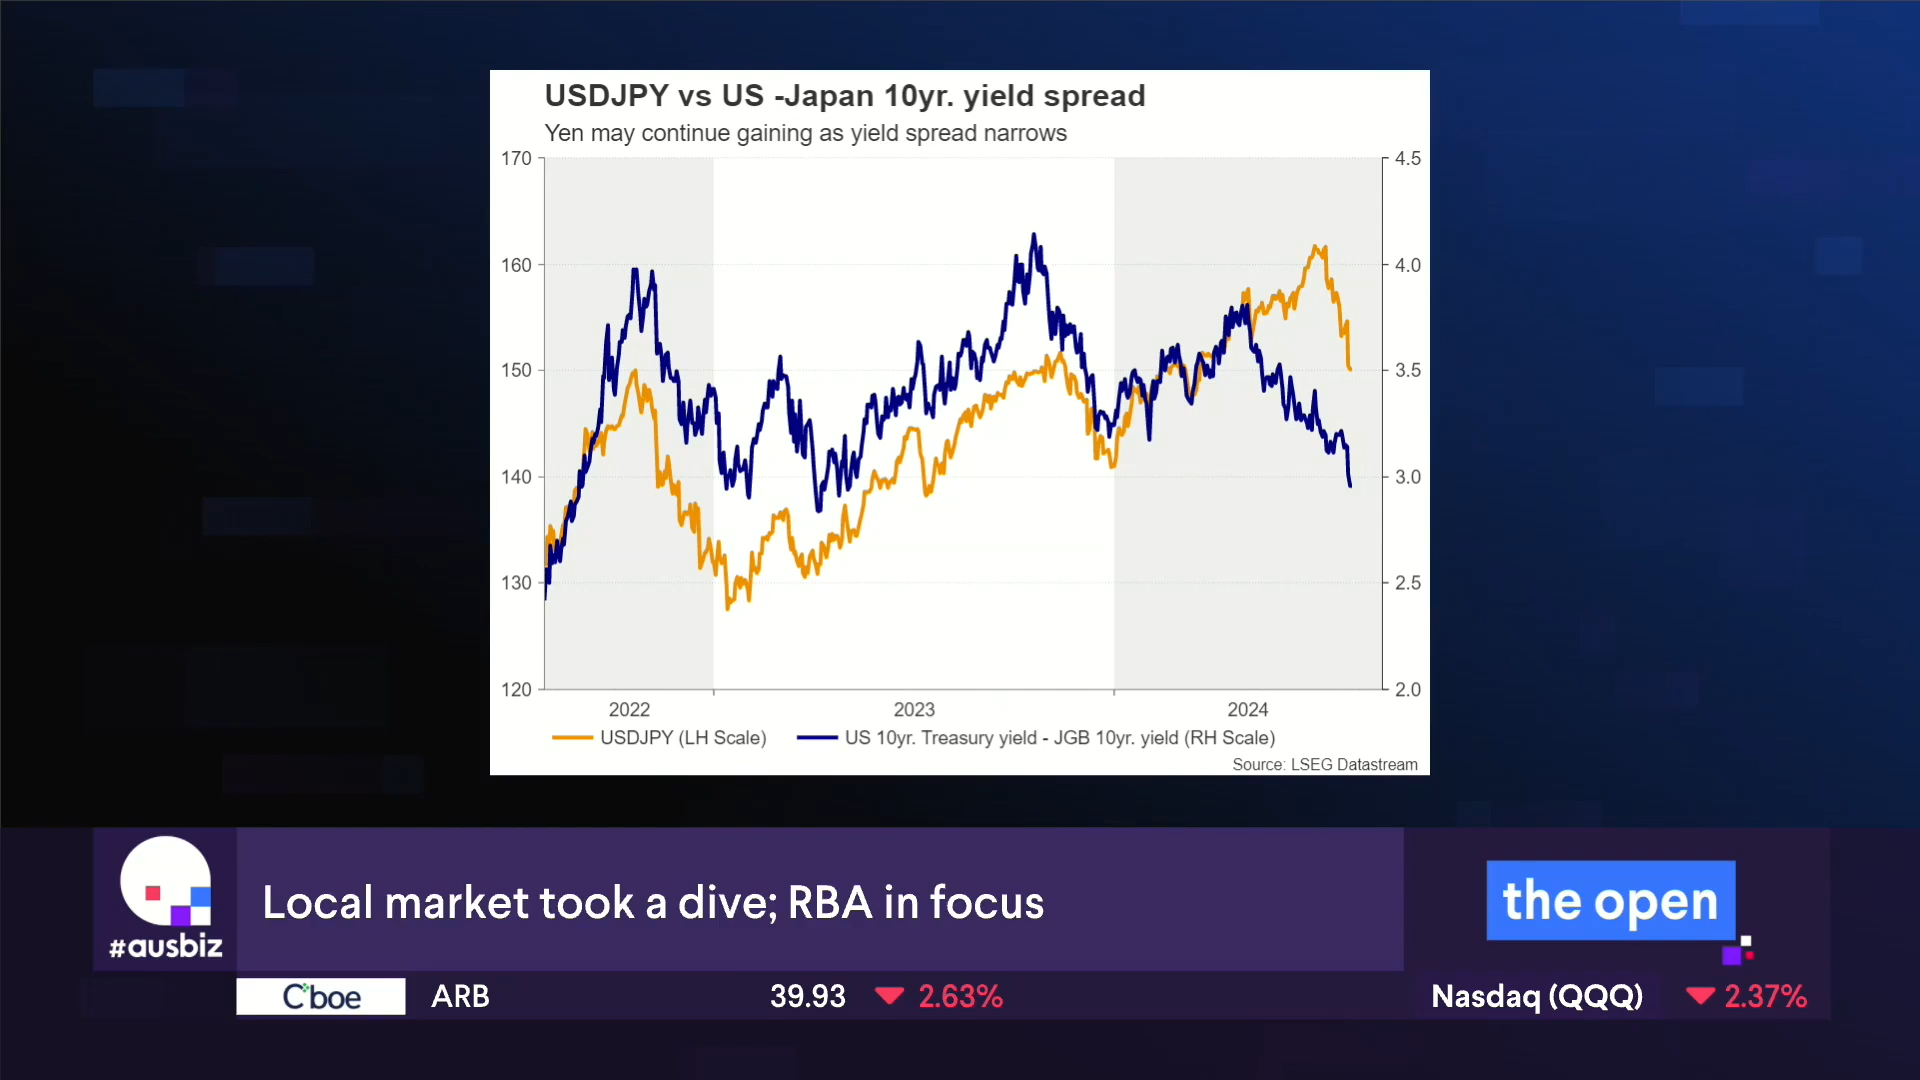 USDJPY vs US -Japan 10yr. yield spread
Yen may continue gaining as yield spread narrows
170
160
150
140
130
120
4.5
4.0
3.5
3.0
2.5
2.0
2022
2023
2024
USDJPY (LH Scale)
US 10yr. Treasury yield - JGB 10yr. yield (RH Scale)
Source: LSEG Datastream
#ausbiz
Local market took a dive; RBA in focus
the open
Cboe
ARB
39.93
2.63%
Nasdaq (QQQ)
2.37%